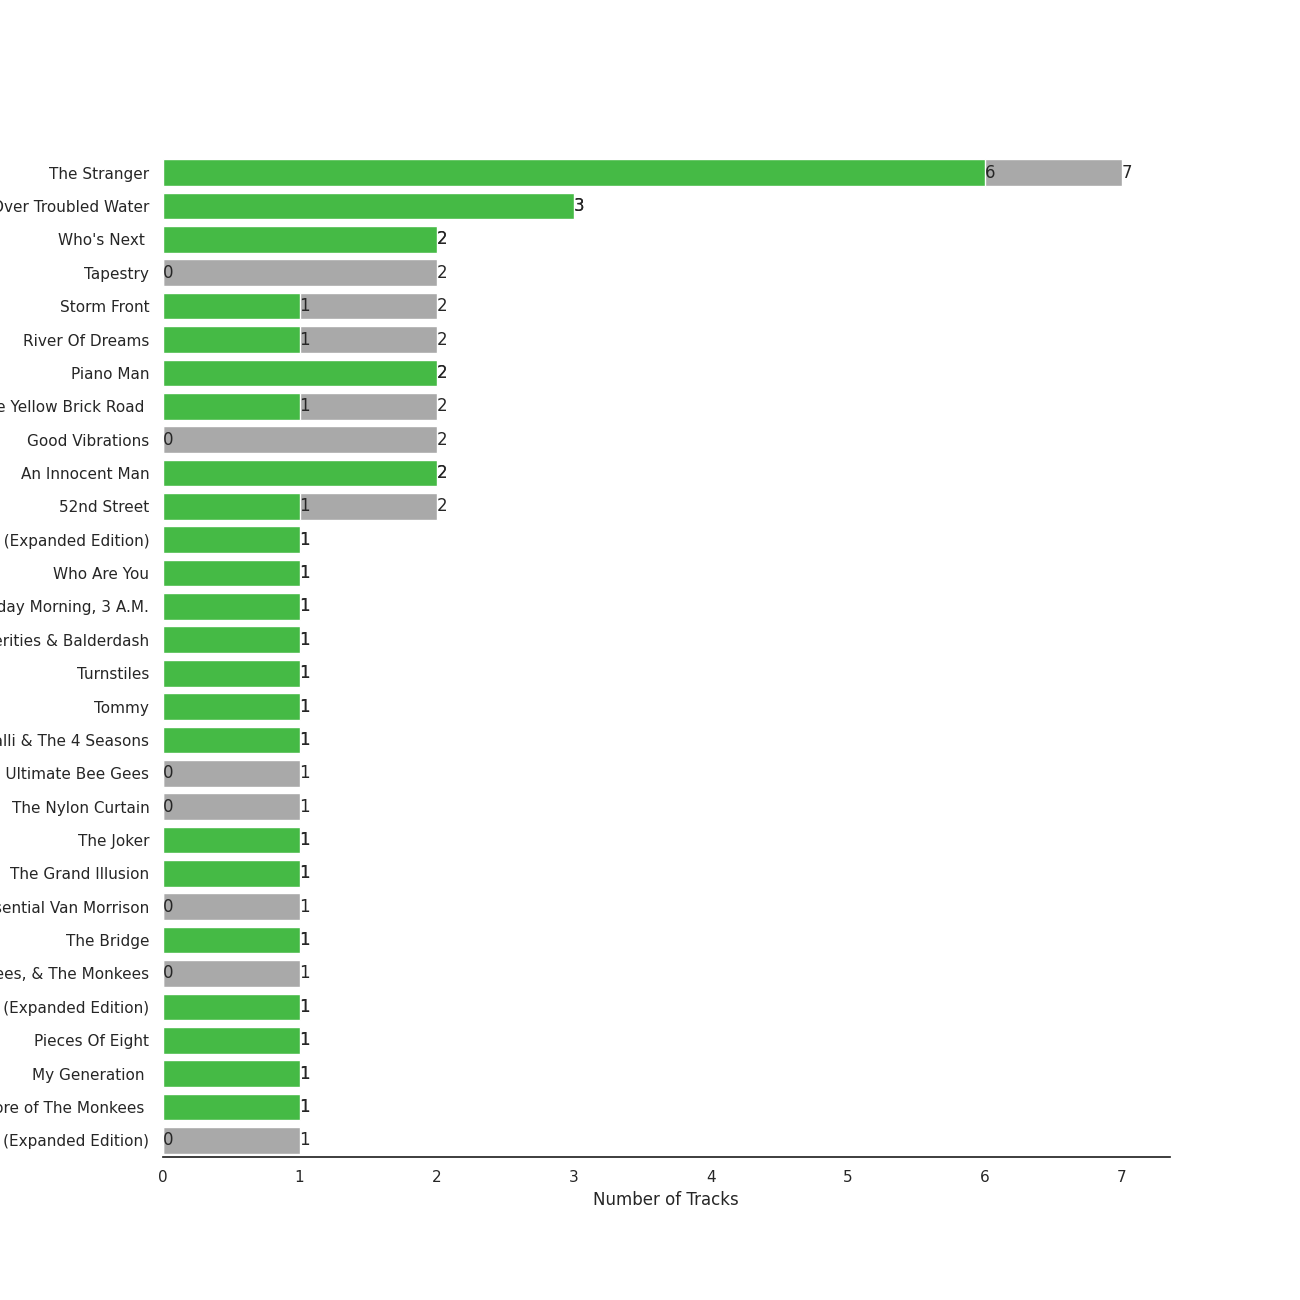 The Stranger 6 7
Over Troubled Water 3
Who's Next 2
Tapestry 0 2
Storm Front 1 2
River Of Dreams 1 2
Piano Man 2
Yellow Brick Road 1 2
Good Vibrations 0 2
An Innocent Man 2
52nd Street 1 2
(Expanded Edition) 1
Who Are You 1
day Morning, 3 A.M. 1
erities & Balderdash 1
Turnstiles 1
Tommy 1
alli & The 4 Seasons 1
Ultimate Bee Gees 0 1
The Nylon Curtain 0 1
The Joker 1
The Grand Illusion 1
sential Van Morrison 0 1
The Bridge 1
ees, & The Monkees 0 1
(Expanded Edition) 1
Pieces Of Eight 1
My Generation 1
ore of The Monkees 1
(Expanded Edition) 0 1
0 1 2 3 4 5 6 7
Number of Tracks